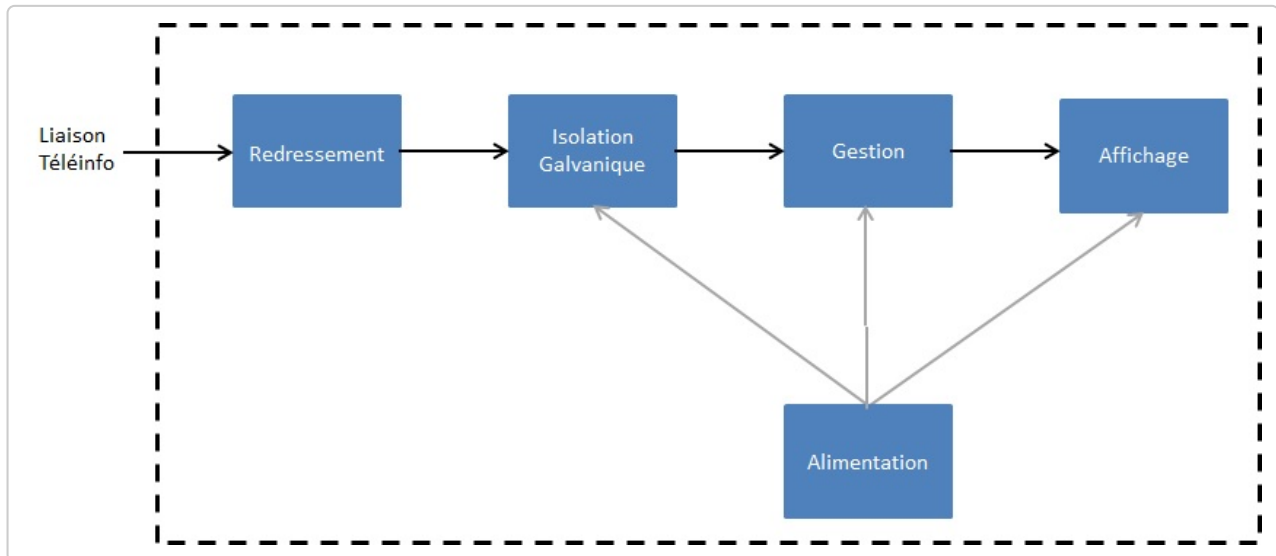 Liaison
Téléinfo
Redressement
Isolation
Galvanique
Gestion
Affichage
Alimentation